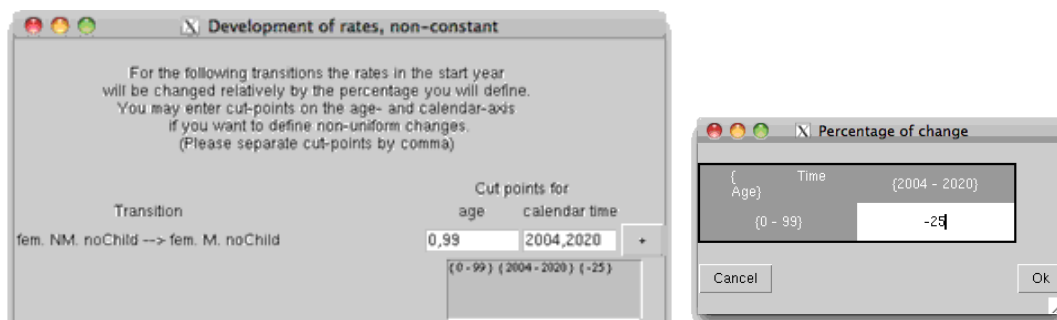 Development of rates, non-constant
For the following transitions the rates in the start year
will be changed relatively by the percentage you will define.
You may enter cut-points on the age- and calendar-axis
if you want to define non-uniform changes.
(Please separate cut-points by comma)
Cut points for
Transition age calendar time
fem. NM. noChild --> fem. M. noChild 0,99 2004,2020 +
{0 - 99} {2004 - 2020} {-25}
Percentage of change
{ Time
Age} {2004 - 2020}
{0 - 99} -25
Cancel Ok